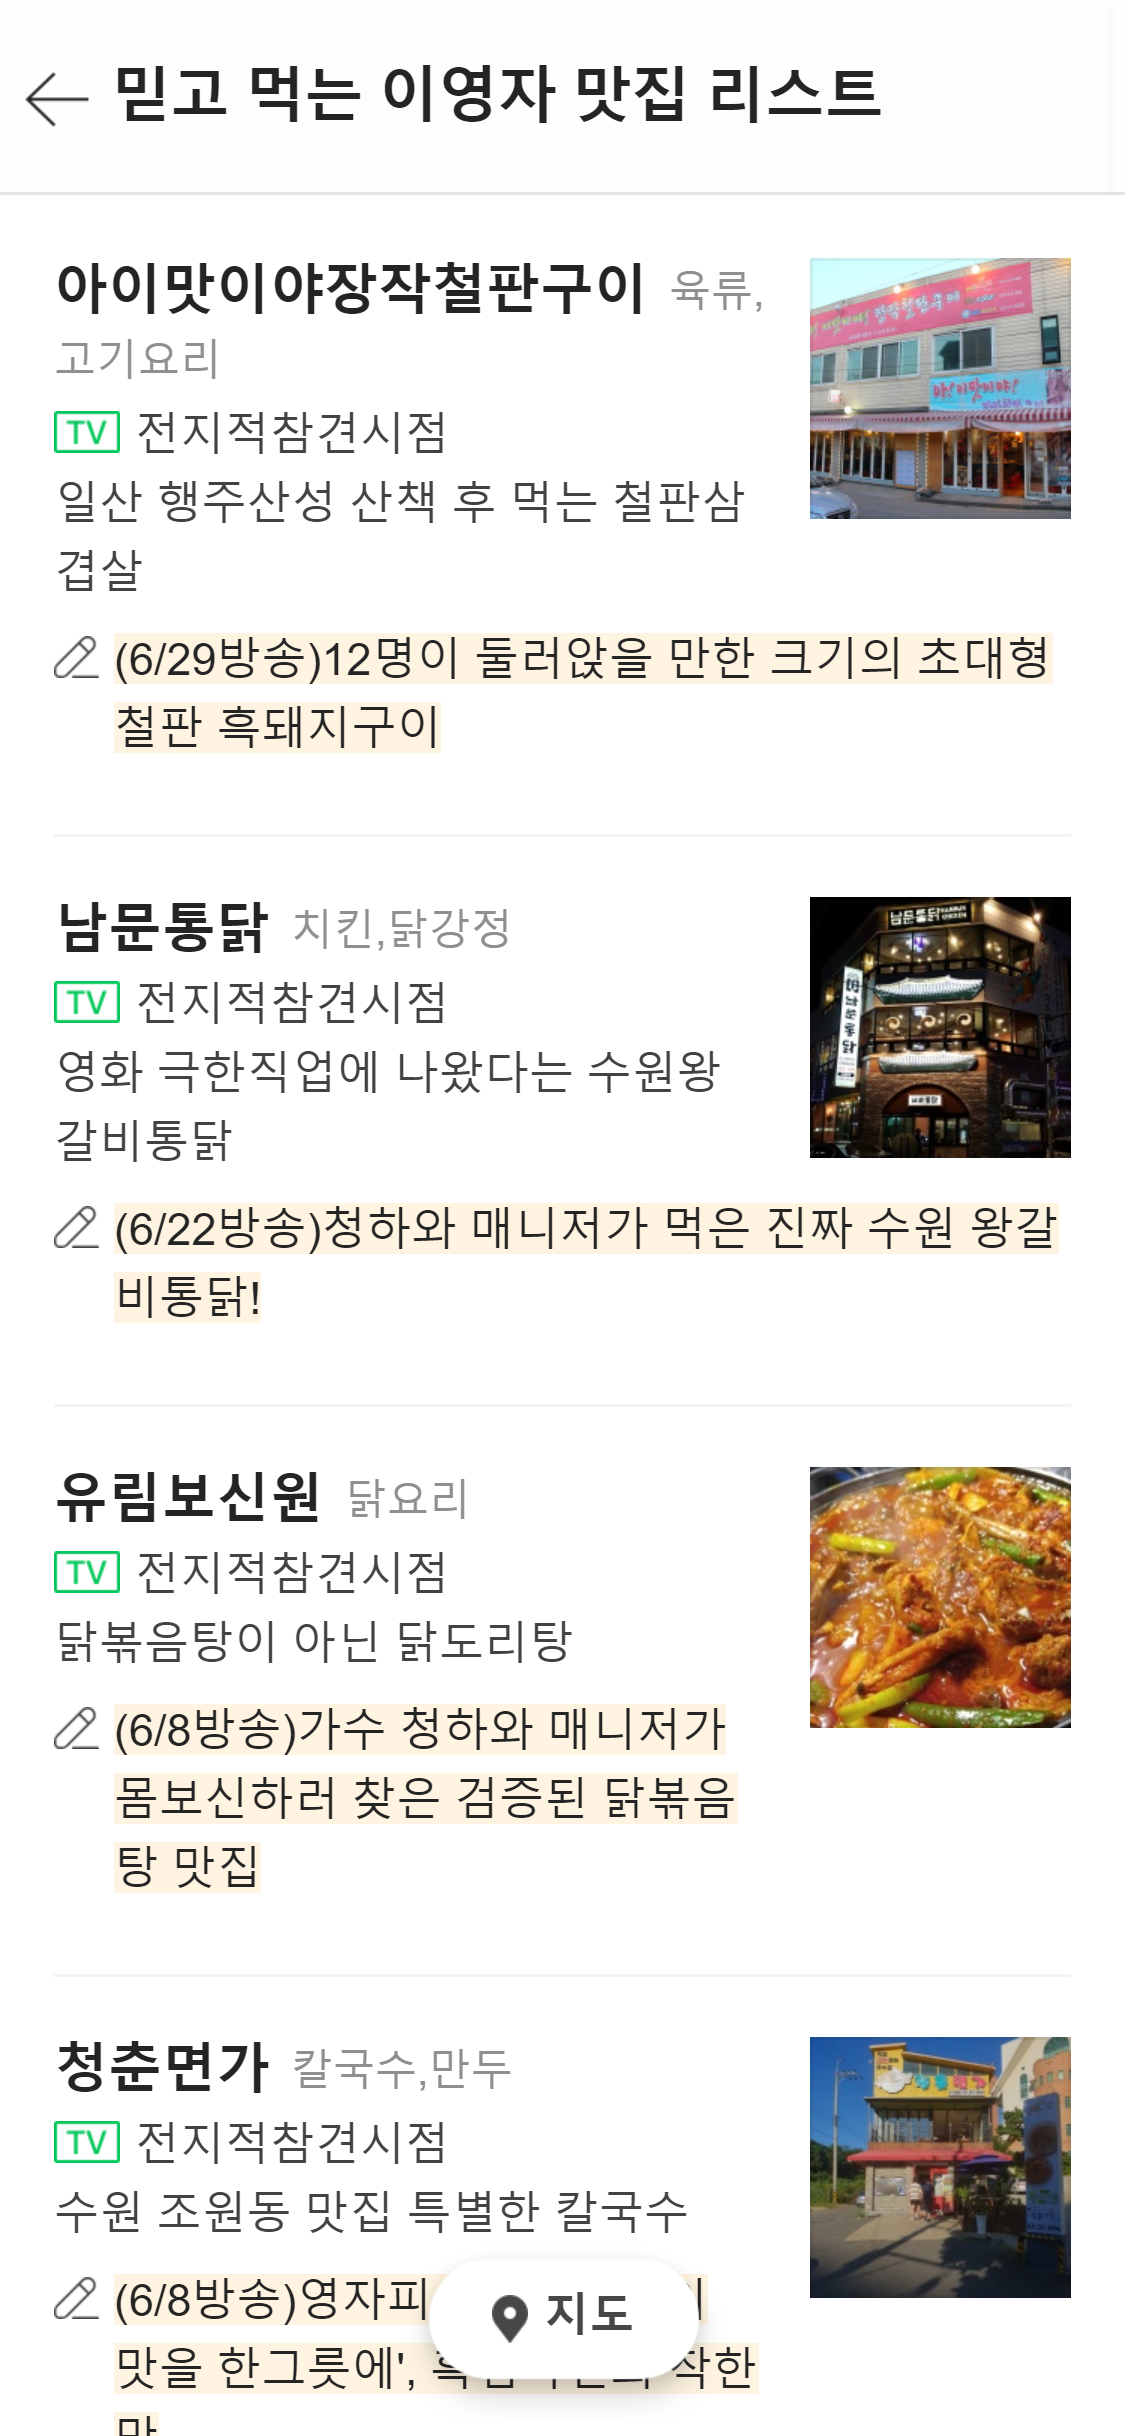 믿고 먹는 이영자 맛집 리스트
아이맛이야장작철판구이 육류,
고기요리
TV 전지적참견시점
일산 행주산성 산책 후 먹는 철판삼
겹살
(6/29방송)12명이 둘러앉을 만한 크기의 초대형
철판 흑돼지구이
남문통닭 치킨,닭강정
남문통닭
남문통닭
TV 전지적참견시점
영화 극한직업에 나왔다는 수원왕
갈비통닭
(6/22방송)청하와 매니저가 먹은 진짜 수원 왕갈
비통닭!
유림보신원 닭요리
TV 전지적참견시점
닭볶음탕이 아닌 닭도리탕
(6/8방송)가수 청하와 매니저가
몸보신하러 찾은 검증된 닭볶음
탕 맛집
청춘면가 칼국수,만두
청춘면가
TV 전지적참견시점
수원 조원동 맛집 특별한 칼국수
(6/8방송)영자피
지도
맛을 한그릇에',